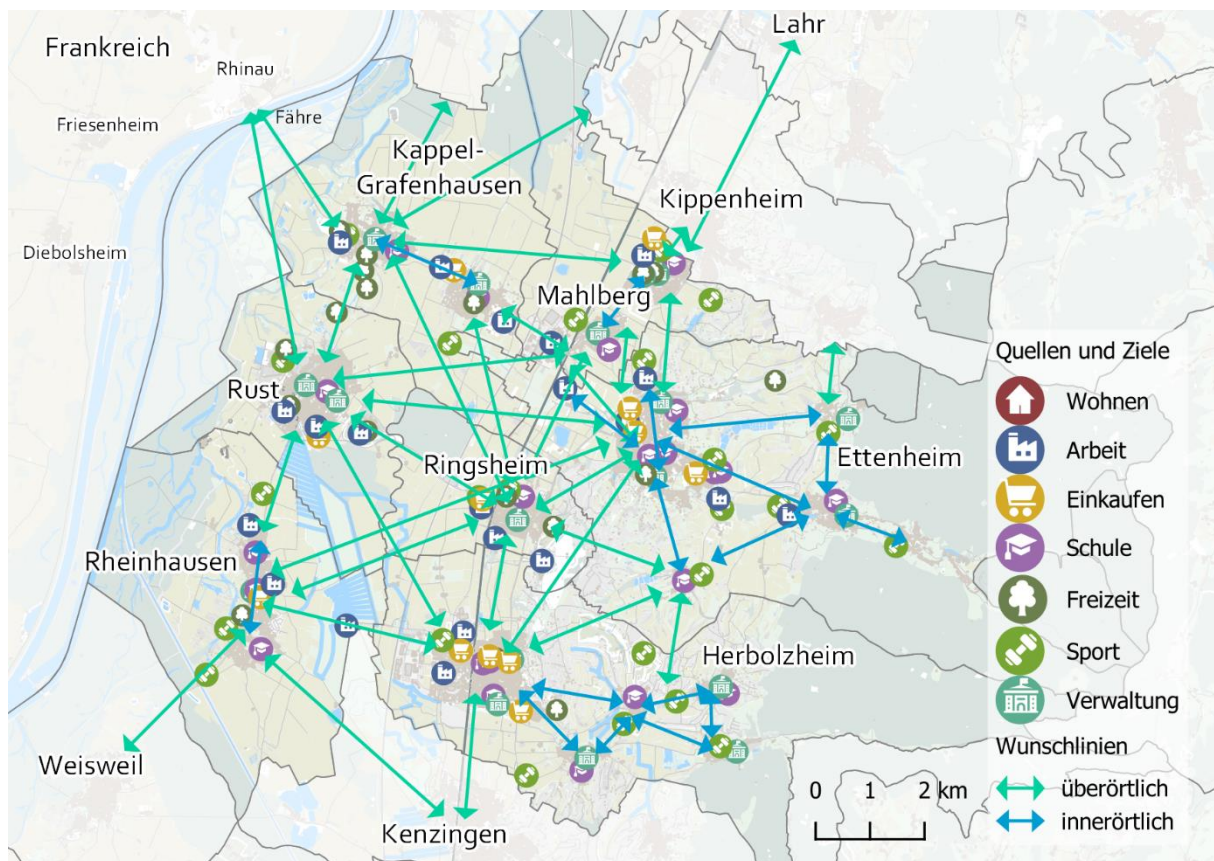 Lahr
Frankreich
Rhinau
Fähre
Friesenheim
Kappel-
Grafenhausen
Kippenheim
Diebolsheim
Mahlberg
Rust
Ringsheim
Ettenheim
Rheinhausen
Herbolzheim
Weisweil
Kenzingen
Quellen und Ziele
Wohnen
Arbeit
Einkaufen
Schule
Freizeit
Sport
Verwaltung
Wunschlinien
überörtlich
innerörtlich
0 1 2 km